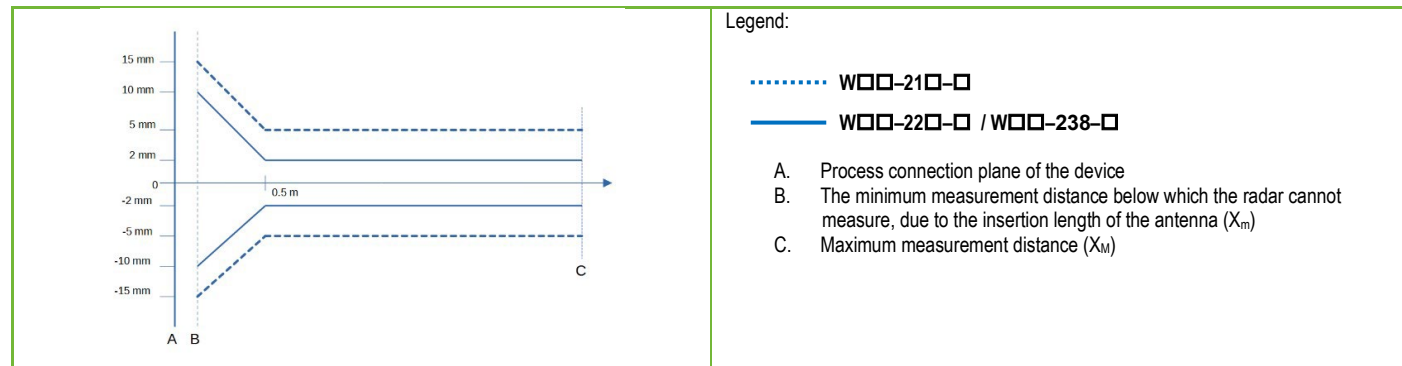 15 mm
10 mm
5 mm
2 mm
0
0.5 m
-2 mm
-5 mm
-10 mm
-15 mm
A B
C
Legend:
W☐☐–21☐–☐
W☐☐–22☐–☐ / W☐☐–238–☐
A. Process connection plane of the device
B. The minimum measurement distance below which the radar cannot
measure, due to the insertion length of the antenna (Xm)
C. Maximum measurement distance (XM)